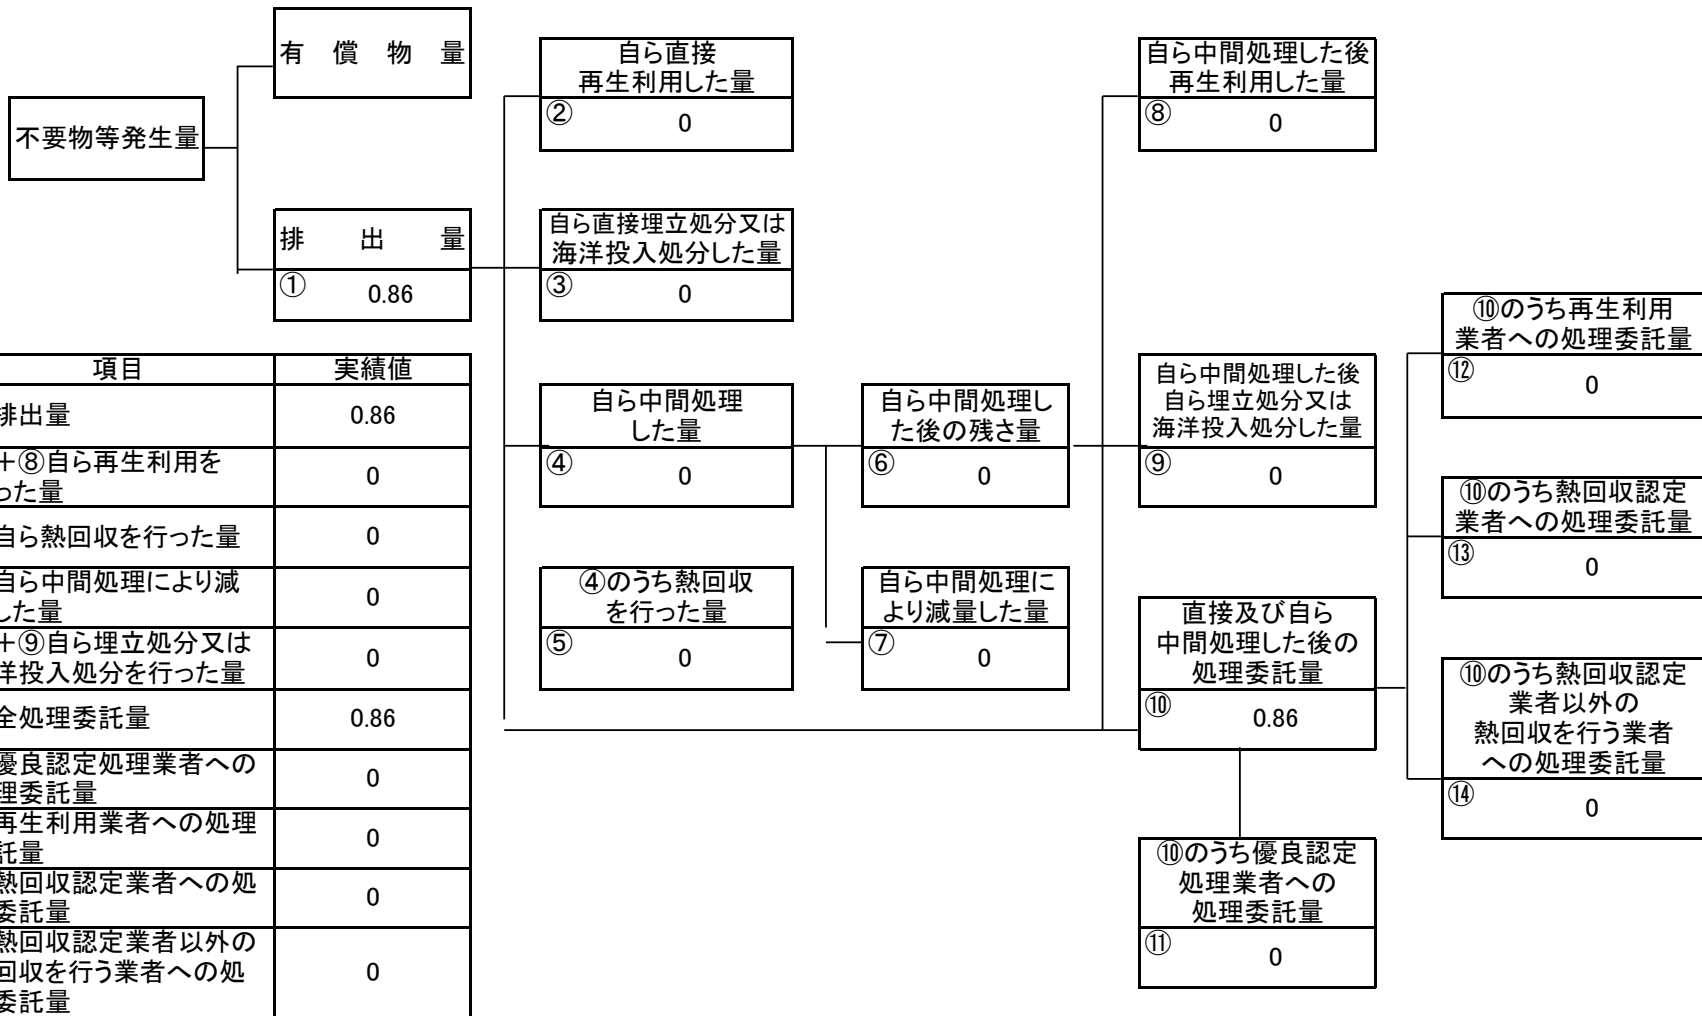 有償物量
不要物等発生量
排出量
① 0.86
自ら直接
再生利用した量
② 0
自ら直接埋立処分又は
海洋投入処分した量
③ 0
自ら中間処理
した量
④ 0
④のうち熱回収
を行った量
⑤ 0
自ら中間処理し
た後の残さ量
⑥ 0
自ら中間処理に
より減量した量
⑦ 0
自ら中間処理した後
再生利用した量
⑧ 0
自ら中間処理した後
自ら埋立処分又は
海洋投入処分した量
⑨ 0
直接及び自ら
中間処理した後の
処理委託量
⑩ 0.86
⑩のうち優良認定
処理業者への
処理委託量
⑪ 0
⑩のうち再生利用
業者への処理委託量
⑫ 0
⑩のうち熱回収認定
業者への処理委託量
⑬ 0
⑩のうち熱回収認定
業者以外の
熱回収を行う業者
への処理委託量
⑭ 0
項目 実績値
排出量 0.86
+⑧自ら再生利用を
った量 0
自ら熱回収を行った量 0
自ら中間処理により減
した量 0
+⑨自ら埋立処分又は
洋投入処分を行った量 0
全処理委託量 0.86
優良認定処理業者への
理委託量 0
再生利用業者への処理
託量 0
熱回収認定業者への処
委託量 0
熱回収認定業者以外の
回収を行う業者への処
委託量 0